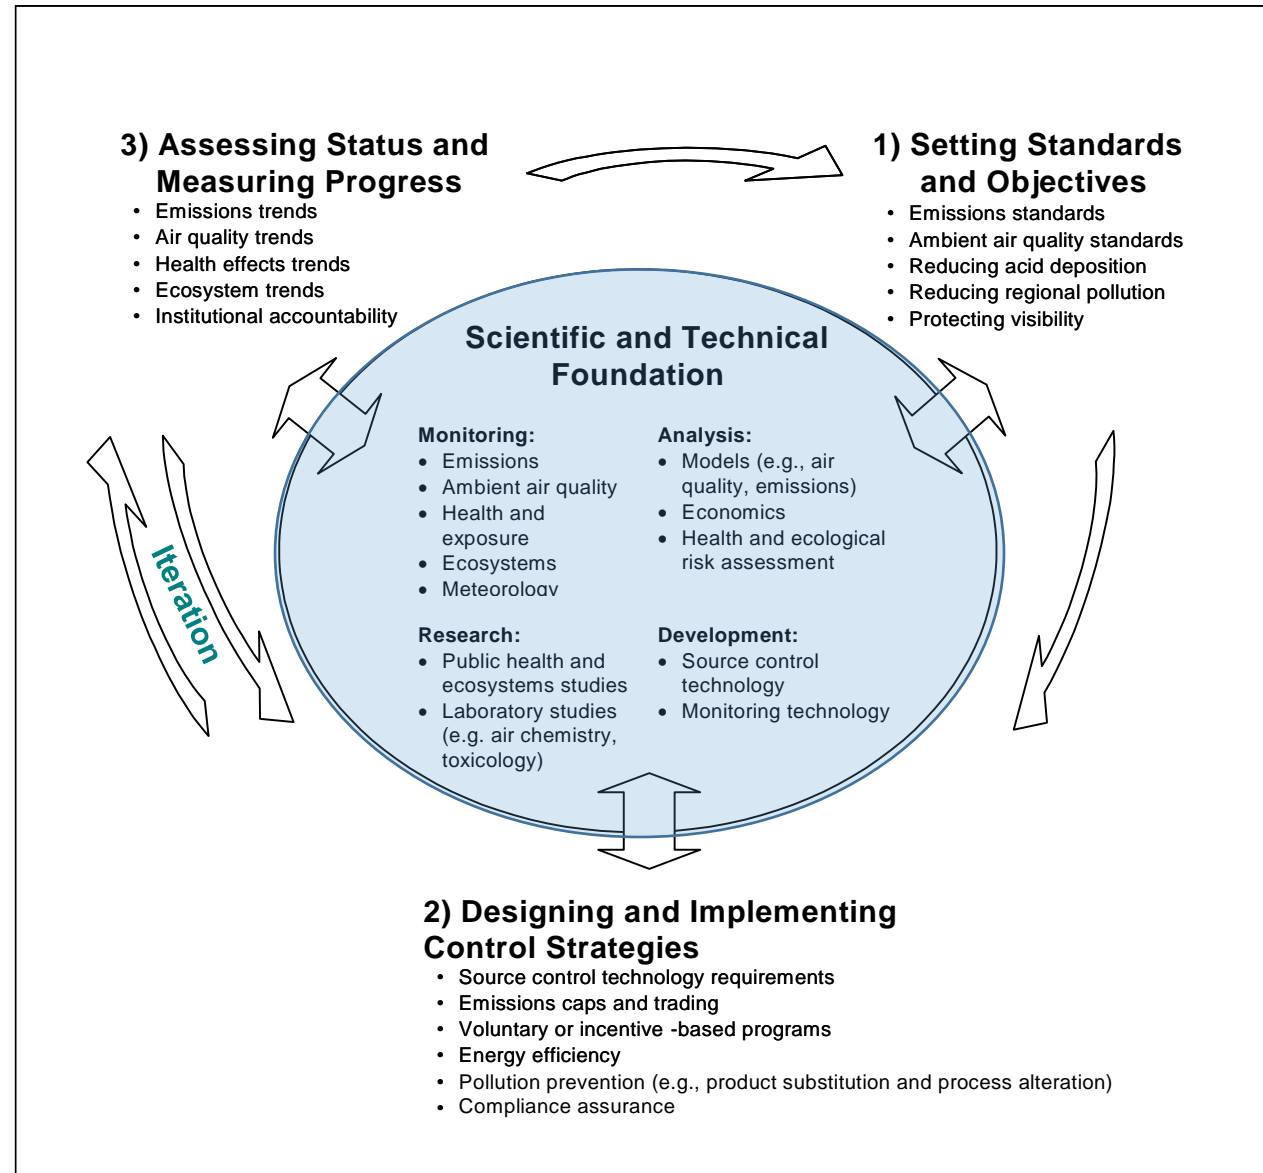 3) Assessing Status and
Measuring Progress
• Emissions trends
• Air quality trends
• Health effects trends
• Ecosystem trends
• Institutional accountability
1) Setting Standards
and Objectives
• Emissions standards
• Ambient air quality standards
• Reducing acid deposition
• Reducing regional pollution
• Protecting visibility
Scientific and Technical
Foundation
Monitoring:
• Emissions
• Ambient air quality
• Health and
exposure
• Ecosystems
• Meteorology
Analysis:
• Models (e.g., air
quality, emissions)
• Economics
• Health and ecological
risk assessment
Research:
• Public health and
ecosystems studies
• Laboratory studies
(e.g. air chemistry,
toxicology)
Development:
• Source control
technology
• Monitoring technology
Iteration
2) Designing and Implementing
Control Strategies
• Source control technology requirements
• Emissions caps and trading
• Voluntary or incentive -based programs
• Energy efficiency
• Pollution prevention (e.g., product substitution and process alteration)
• Compliance assurance